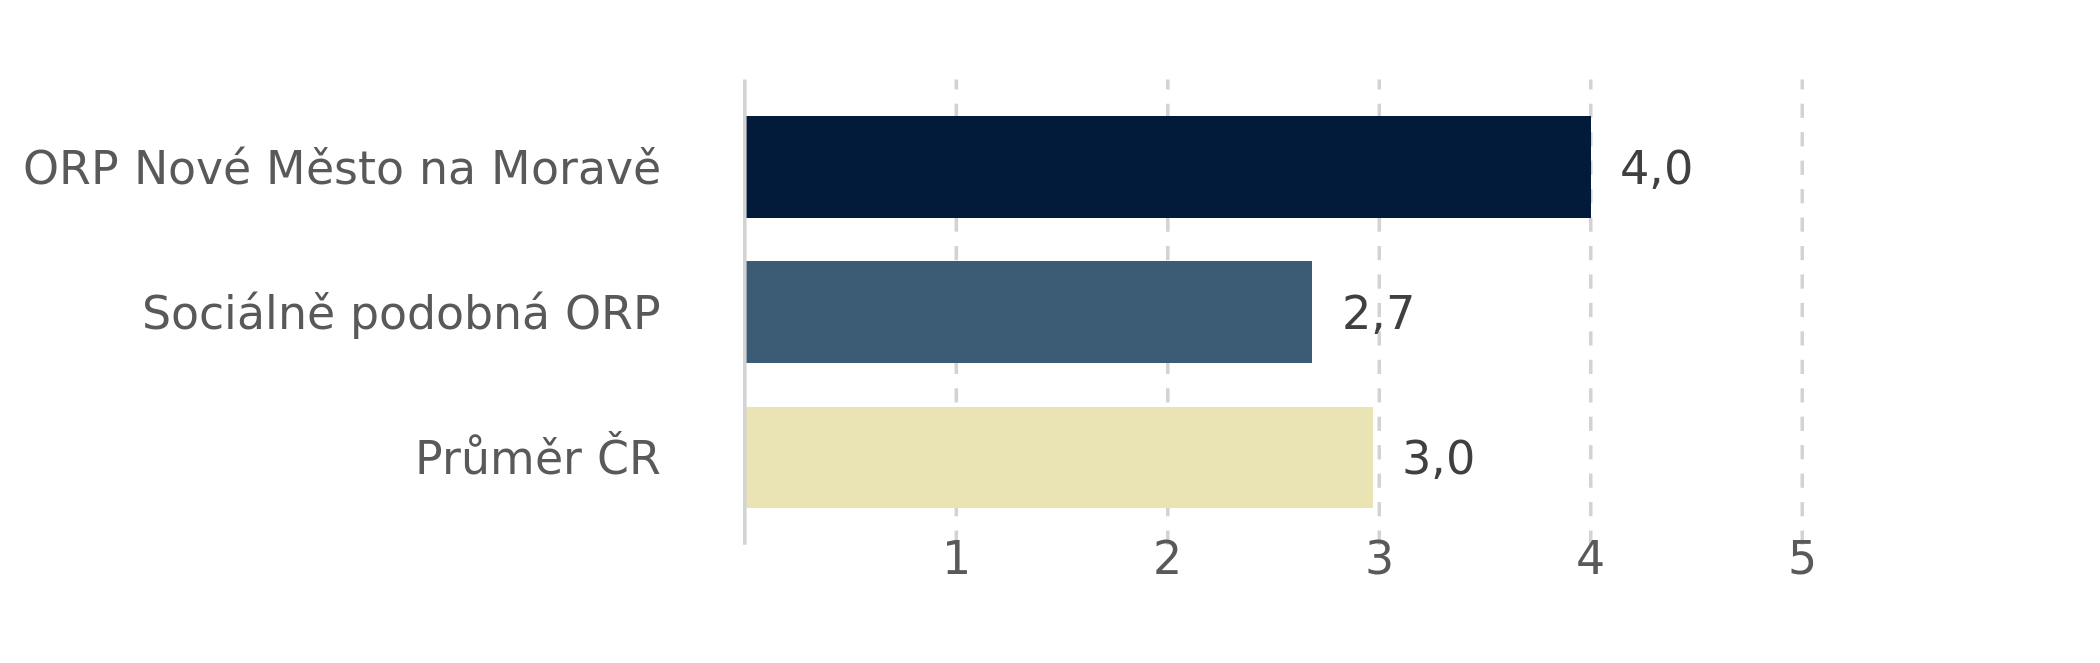 ORP Nové Město na Moravě 4,0
Sociálně podobná ORP 2,7
Průměr ČR 3,0
1 2 3 4 5